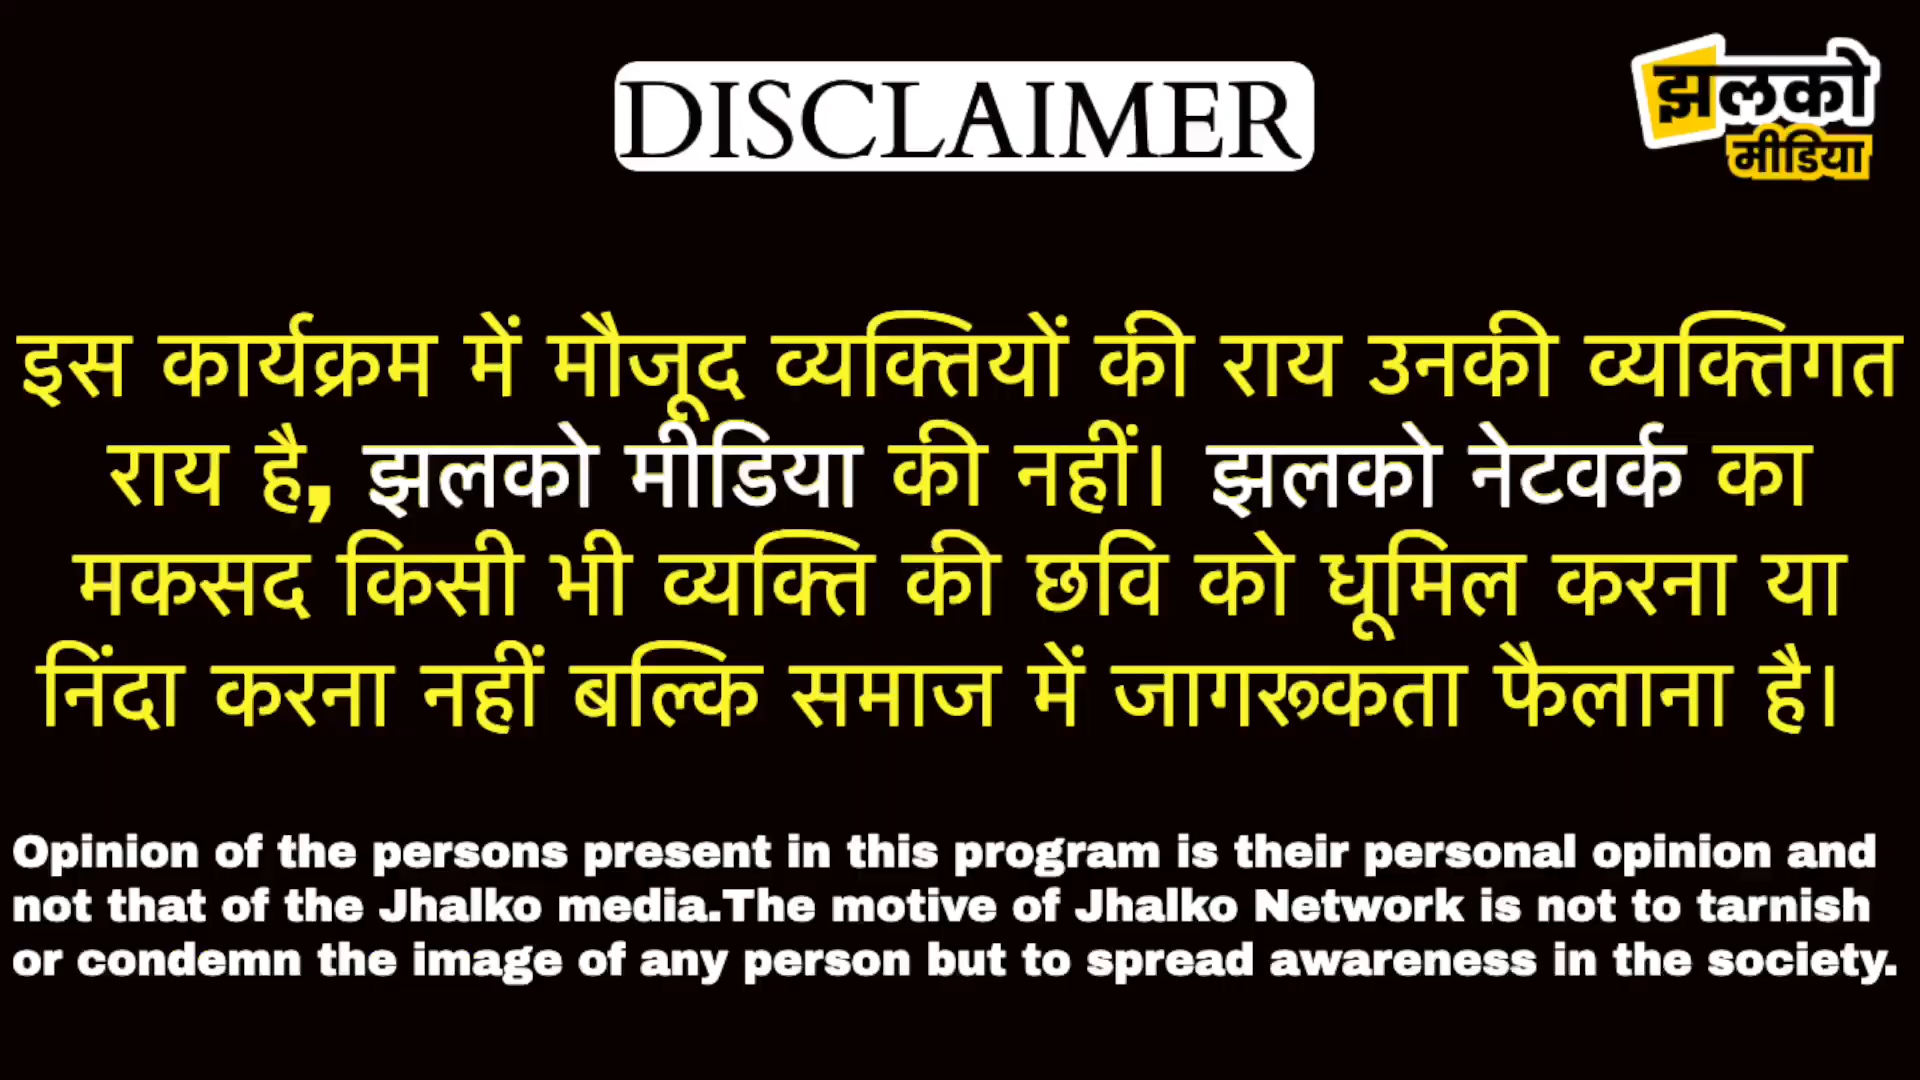 DISCLAIMER
झलको
मीडिया
इस कार्यक्रम में मौजूद व्यक्तियों की राय उनकी व्यक्तिगत
राय है, झलको मीडिया की नहीं। झलको नेटवर्क का
मकसद किसी भी व्यक्ति की छवि को धूमिल करना या
निंदा करना नहीं बल्कि समाज में जागरूकता फैलाना है।
Opinion of the persons present in this program is their personal opinion and
not that of the Jhalko media.The motive of Jhalko Network is not to tarnish
or condemn the image of any person but to spread awareness in the society.